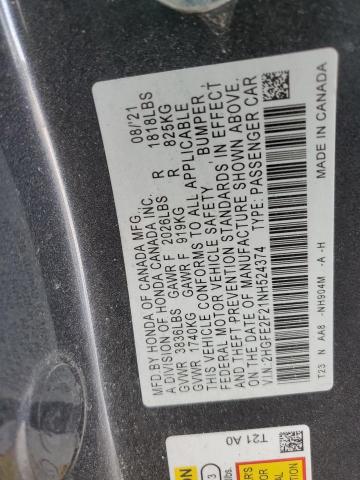 MFD.BY HONDA OF CANADA MFG. 08/'21
A DIVISION OF HONDA CANADA INC.
GVWR 3836LBS GAWR F 2026LBS R 1818LBS
GVWR 1740KG GAWR F 919KG R 825KG
THIS VEHICLE CONFORMS TO ALL APPLICABLE
FEDERAL MOTOR VEHICLE SAFETY, BUMPER,
AND THEFT PREVENTION STANDARDS IN EFFECT
ON THE DATE OF MANUFACTURE SHOWN ABOVE.
V.I.N:2HGFE2F21NH524374 TYPE:PASSENGER CAR
T23 N AA8 -NH904M -A -H MADE IN CANADA
T21 A0
ION
3
lbs.